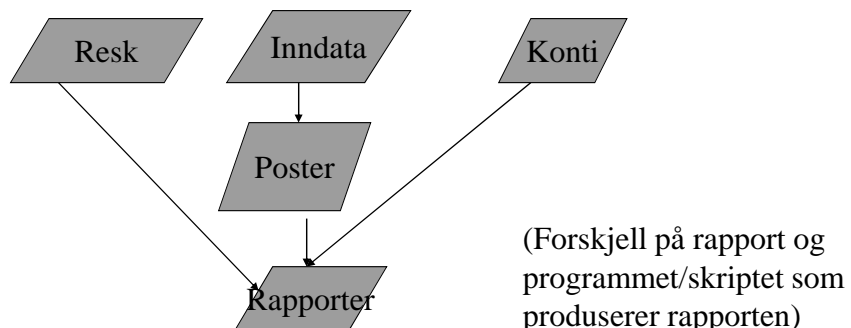 Resk
Inndata
Konti
Poster
(Forskjell på rapport og
programmet/skriptet som
produserer rapporten)
Rapporter